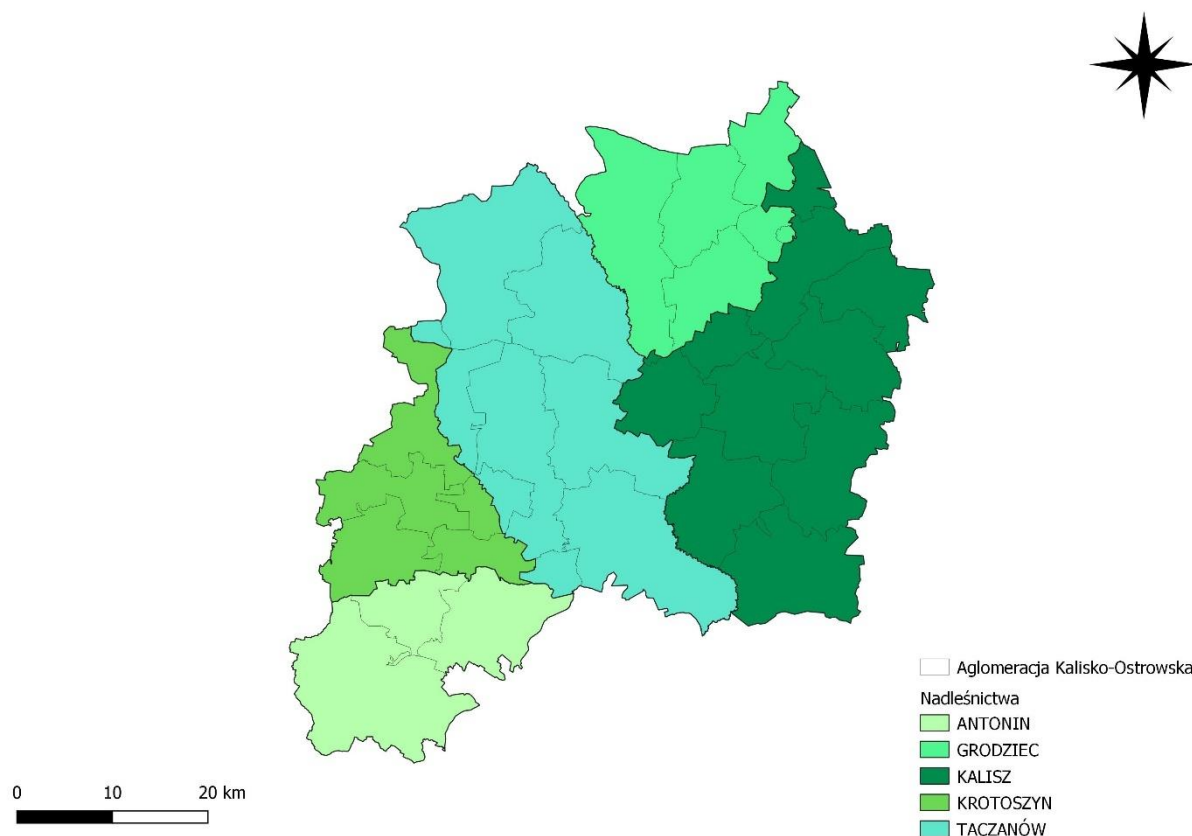 Aglomeracja Kalisko-Ostrowska
Nadleśnictwa
ANTONIN
GRODZIEC
KALISZ
KROTOSZYN
TACZANÓW
0 10 20 km